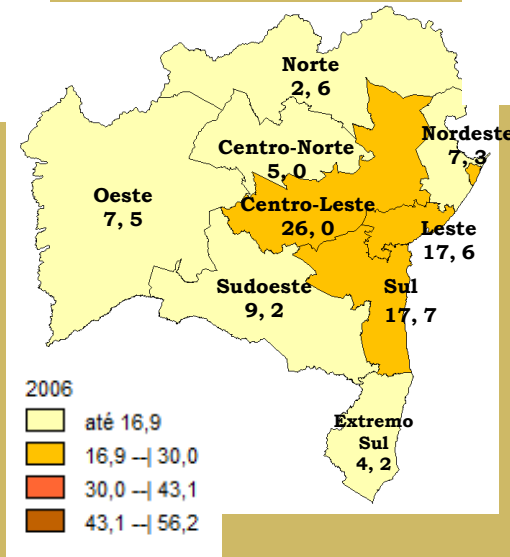 Norte
2, 6
Nordeste
7, 3
Centro-Norte
5, 0
Oeste
7, 5
Centro-Leste
26, 0
Leste
17, 6
Sudoeste
9, 2
Sul
17, 7
Extremo
Sul
4, 2
2006
até 16,9
16,9 --| 30,0
30,0 --| 43,1
43,1 --| 56,2